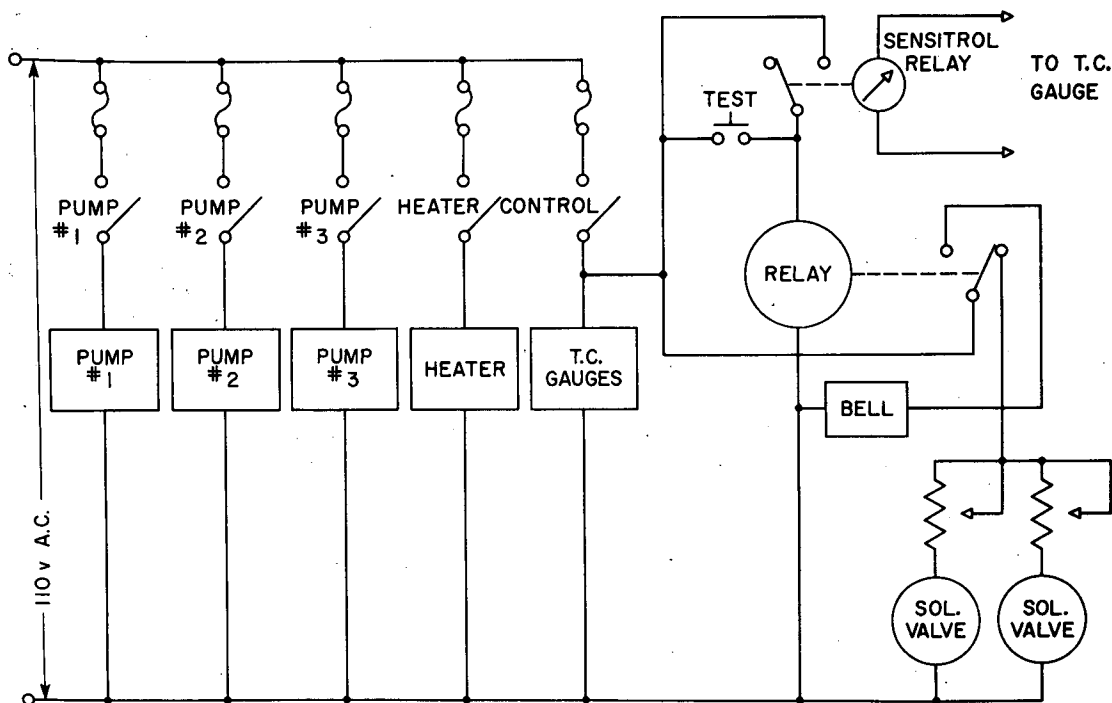 SENSITROL
RELAY
TO T.C.
GAUGE
TEST
PUMP
#1
PUMP
#2
PUMP
#3
HEATER
CONTROL
RELAY
PUMP
#1
PUMP
#2
PUMP
#3
HEATER
T.C.
GAUGES
BELL
110 V A.C.
SOL.
VALVE
SOL.
VALVE